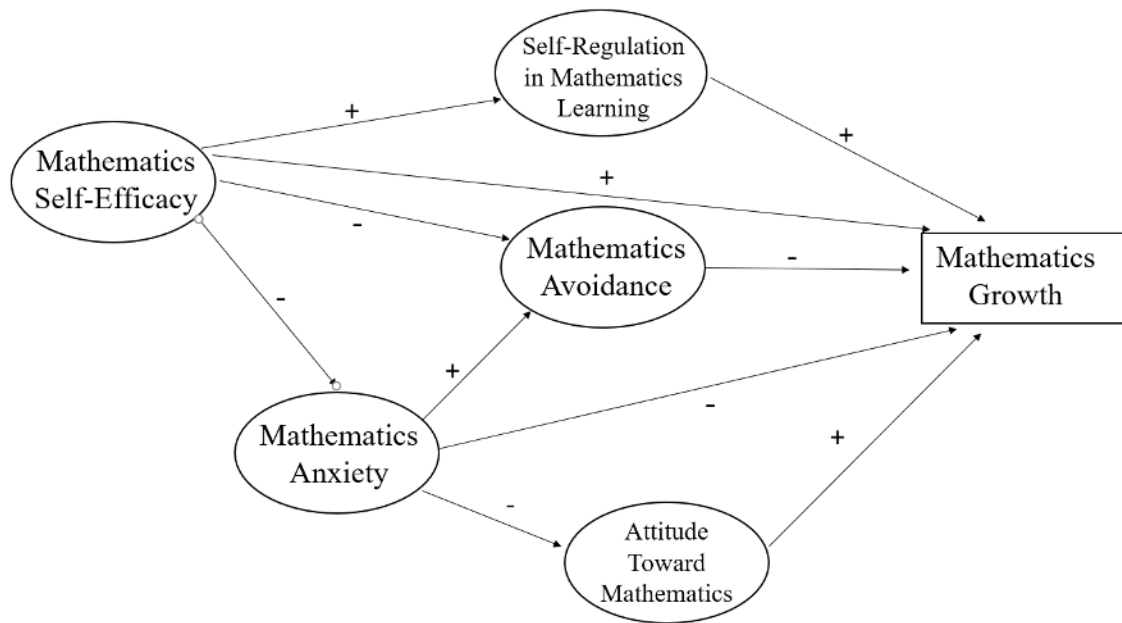 Self-Regulation
in Mathematics
Learning
+
+
Mathematics
Self-Efficacy
+
-
Mathematics
Avoidance
-
Mathematics
Growth
-
+
-
Mathematics
Anxiety
+
-
Attitude
Toward
Mathematics